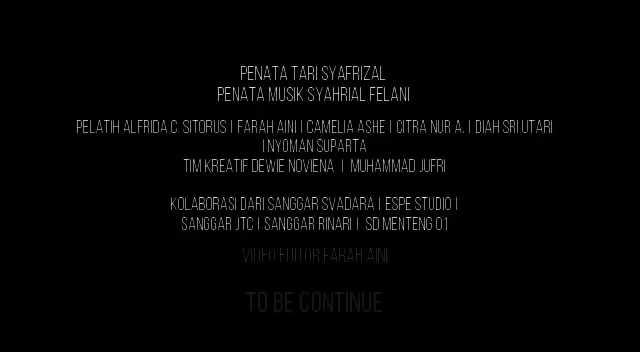 PENATA TARI SYAFRIZAL
PENATA MUSIK SYAHRIAL FELANI
PELATIH ALFRIDA C. SITORUS | FARAH AINI | CAMELIA ASHE | CITRA NUR A. | DIAH SRI UTARI
I NYOMAN SUPARTA
TIM KREATIF DEWIE NOVIENA | MUHAMMAD JUFRI
KOLABORASI DARI SANGGAR SVADARA | ESPE STUDIO |
SANGGAR JTC | SANGGAR RINARI | SD MENTENG 01
VIDEO EDITOR FARAH AINI
TO BE CONTINUE